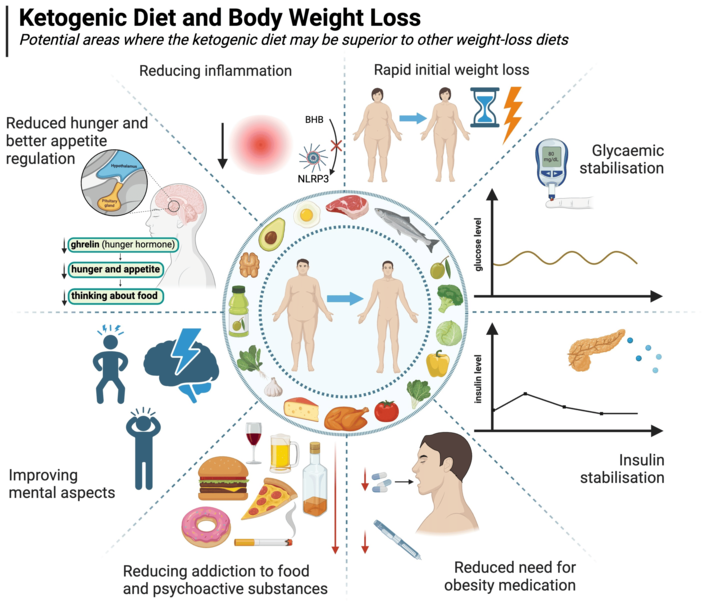 Ketogenic Diet and Body Weight Loss
Potential areas where the ketogenic diet may be superior to other weight-loss diets
Reducing inflammation
Rapid initial weight loss
BHB
NLRP3
Reduced hunger and
better appetite
regulation
Hypothalamus
Pituitary
gland
ghrelin (hunger hormone)
hunger and appetite
thinking about food
Glycaemic
stabilisation
80
mg/dL
glucose level
insulin level
Insulin
stabilisation
Improving
mental aspects
Reducing addiction to food
and psychoactive substances
Reduced need for
obesity medication